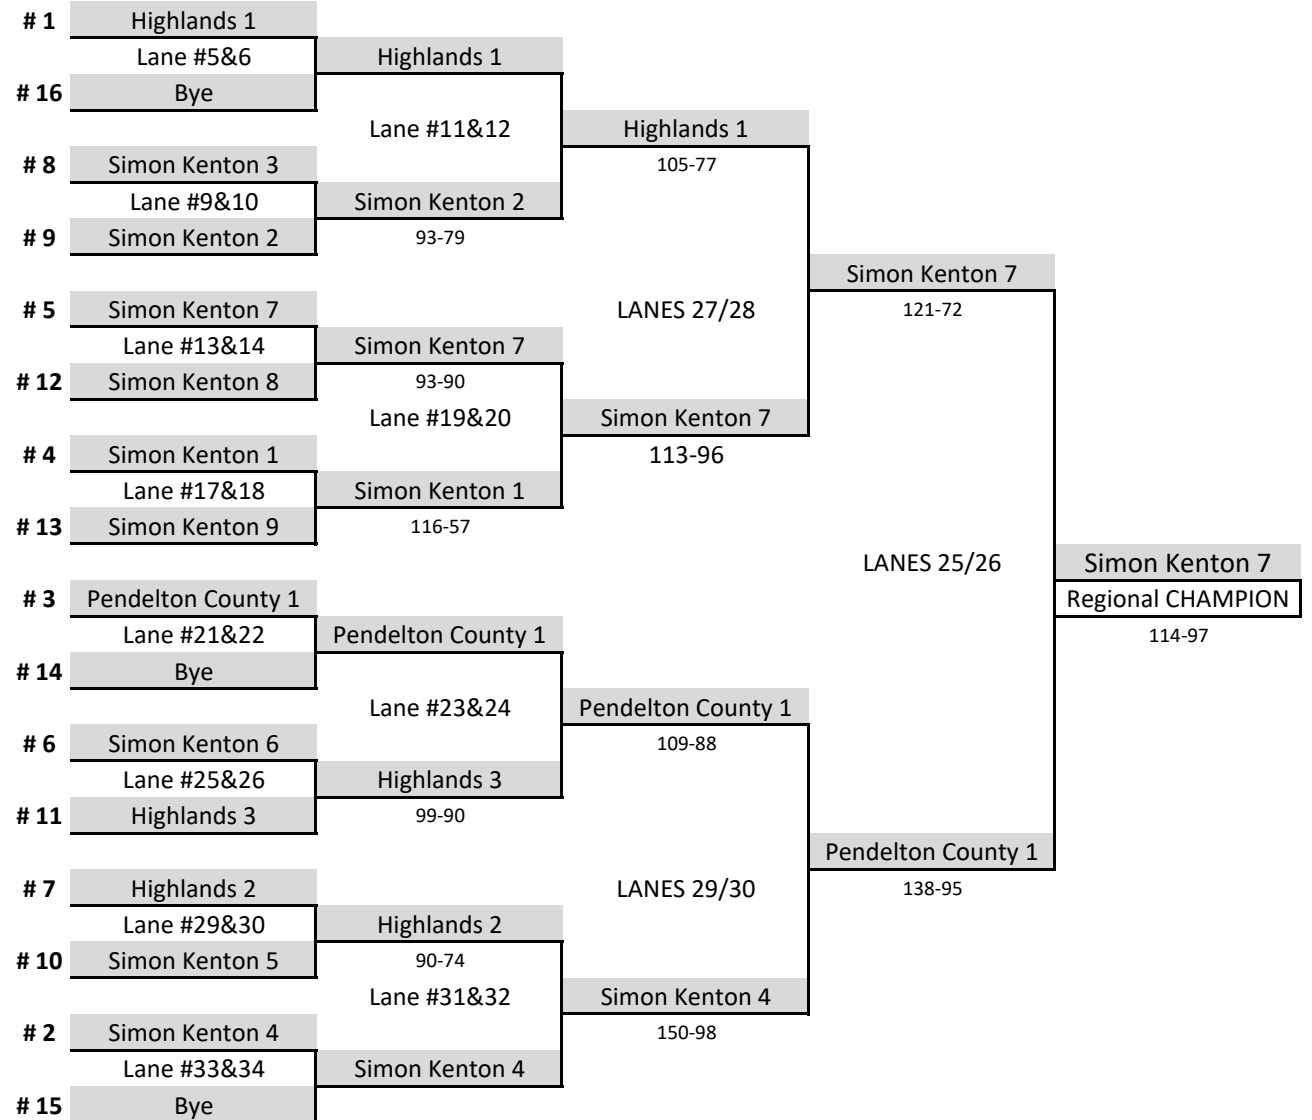 # 1 Highlands 1
Lane #5&6 Highlands 1
# 16 Bye
Lane #11&12 Highlands 1
# 8 Simon Kenton 3 105-77
Lane #9&10 Simon Kenton 2
# 9 Simon Kenton 2 93-79
Simon Kenton 7
# 5 Simon Kenton 7 LANES 27/28 121-72
Lane #13&14 Simon Kenton 7
# 12 Simon Kenton 8 93-90
Lane #19&20 Simon Kenton 7
# 4 Simon Kenton 1 113-96
Lane #17&18 Simon Kenton 1
# 13 Simon Kenton 9 116-57
LANES 25/26 Simon Kenton 7
# 3 Pendelton County 1 Regional CHAMPION
Lane #21&22 Pendelton County 1 114-97
# 14 Bye
Lane #23&24 Pendelton County 1
# 6 Simon Kenton 6 109-88
Lane #25&26 Highlands 3
# 11 Highlands 3 99-90
Pendelton County 1
# 7 Highlands 2 LANES 29/30 138-95
Lane #29&30 Highlands 2
# 10 Simon Kenton 5 90-74
Lane #31&32 Simon Kenton 4
# 2 Simon Kenton 4 150-98
Lane #33&34 Simon Kenton 4
# 15 Bye